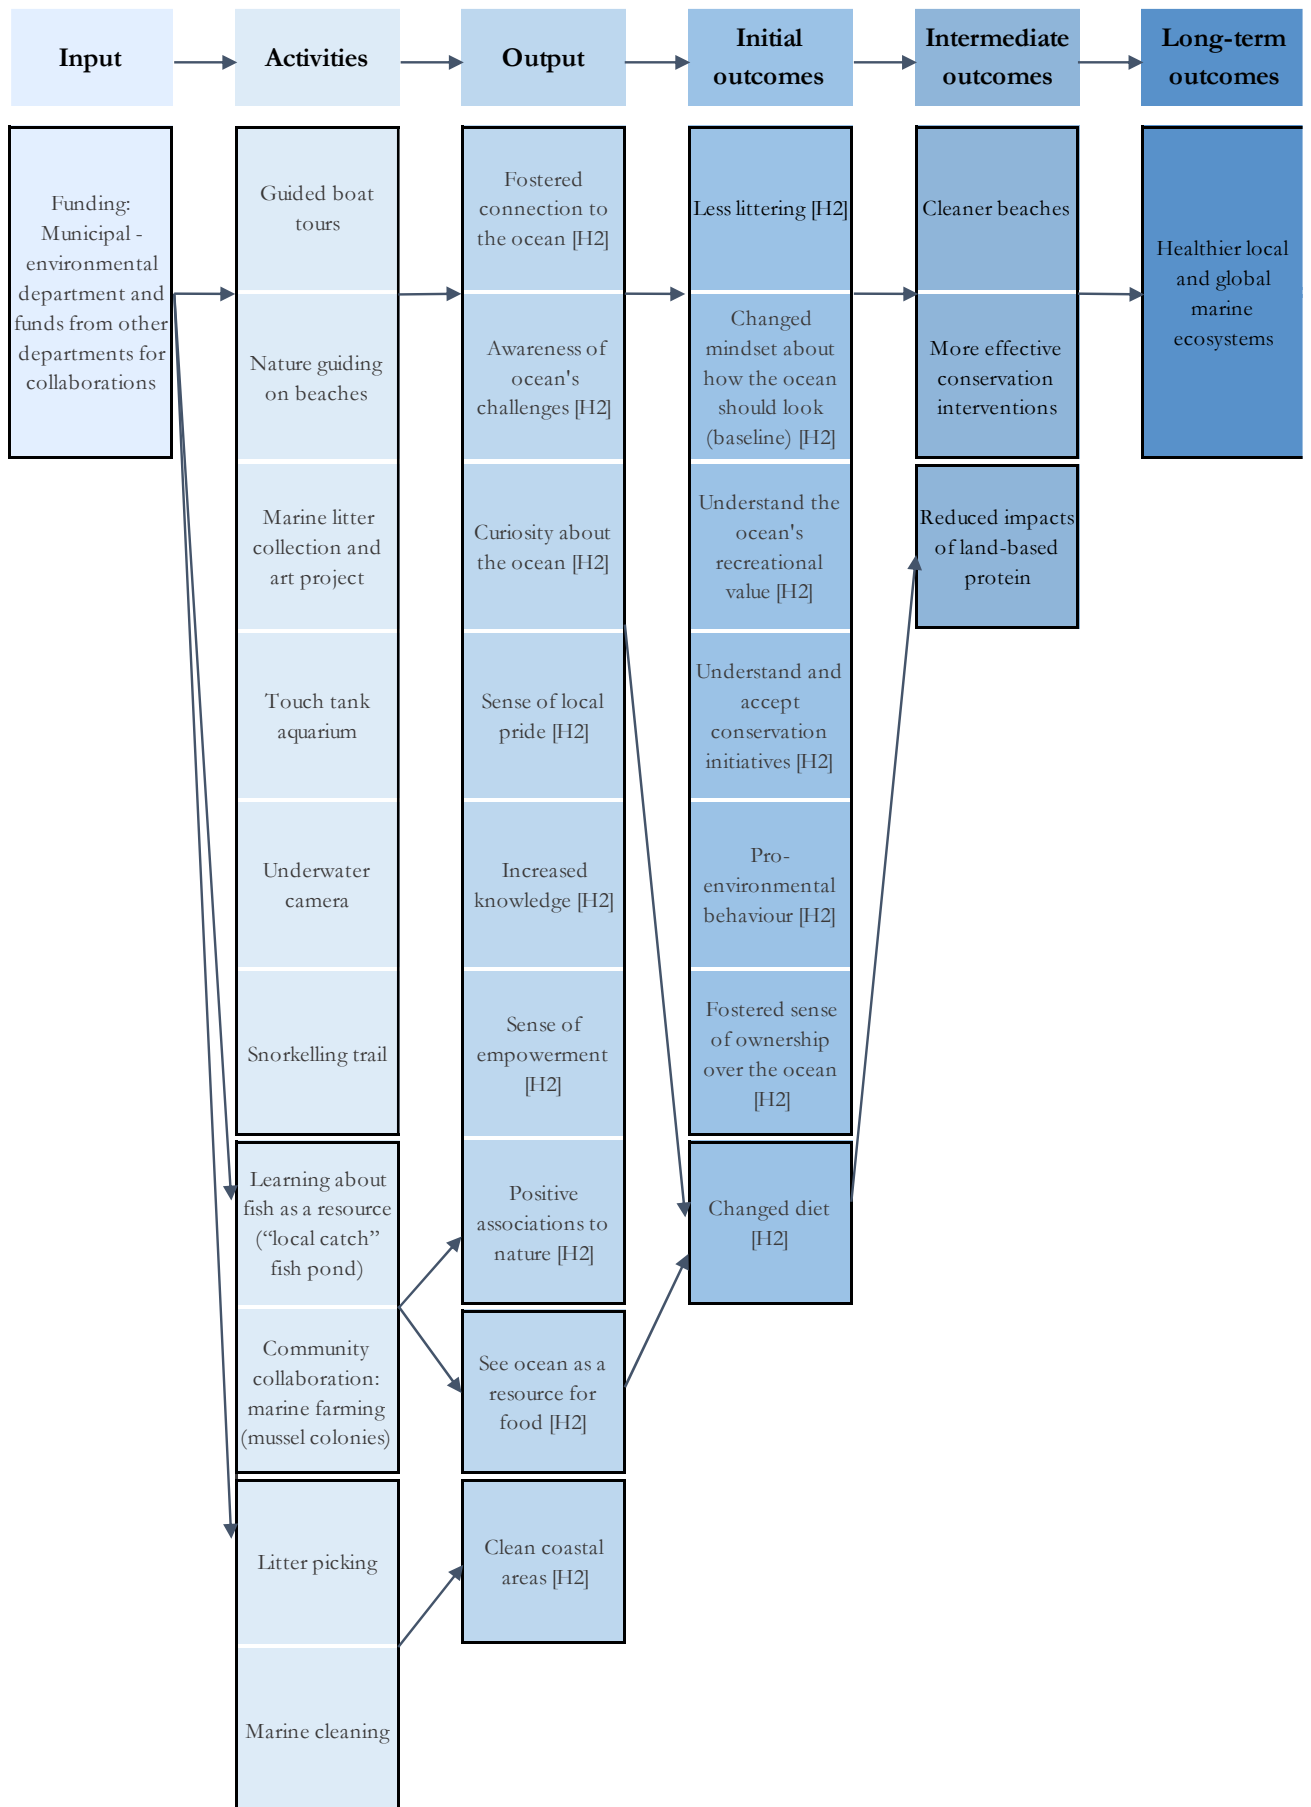 Input
Activities
Output
Initial
outcomes
Intermediate
outcomes
Long-term
outcomes
Funding:
Municipal -
environmental
department and
funds from other
departments for
collaborations
Guided boat
tours
Nature guiding
on beaches
Marine litter
collection and
art project
Touch tank
aquarium
Underwater
camera
Snorkelling trail
Learning about
fish as a resource
(“local catch”
fish pond)
Community
collaboration:
marine farming
(mussel colonies)
Litter picking
Marine cleaning
Fostered
connection to
the ocean [H2]
Awareness of
ocean's
challenges [H2]
Curiosity about
the ocean [H2]
Sense of local
pride [H2]
Increased
knowledge [H2]
Sense of
empowerment
[H2]
Positive
associations to
nature [H2]
See ocean as a
resource for
food [H2]
Clean coastal
areas [H2]
Less littering [H2]
Changed
mindset about
how the ocean
should look
(baseline) [H2]
Understand the
ocean's
recreational
value [H2]
Understand and
accept
conservation
initiatives [H2]
Pro-
environmental
behaviour [H2]
Fostered sense
of ownership
over the ocean
[H2]
Changed diet
[H2]
Cleaner beaches
More effective
conservation
interventions
Reduced impacts
of land-based
protein
Healthier local
and global
marine
ecosystems